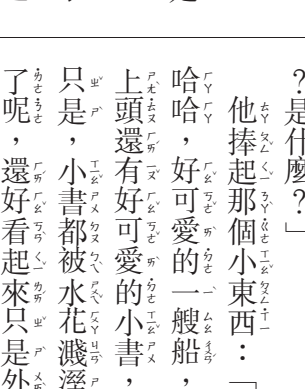 ？是什麼？」
他捧起那個小東西：「
哈哈，好可愛的一艘船，
上頭還有好可愛的小書，
只是，小書都被水花濺溼
了呢，還好看起來只是外